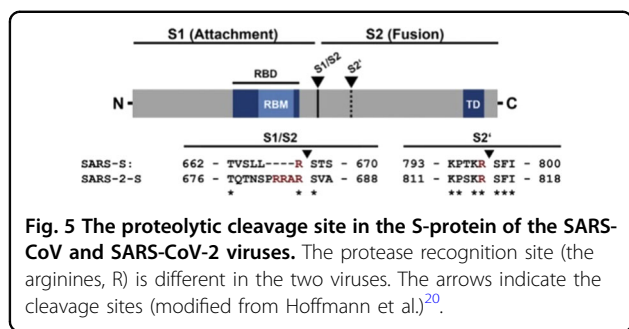 S1 (Attachment) S2 (Fusion)
RBD S1/S2 S2'
N- RBM TD -C
S1/S2 S2'
SARS-S: 662 - TVSLL----R STS - 670 793 - KPTKR SFI - 800
SARS-2-S 676 - TQTNSPRRAR SVA - 688 811 - KPSKR SFI - 818
* * * ** ** ***
Fig. 5 The proteolytic cleavage site in the S-protein of the SARS-
CoV and SARS-CoV-2 viruses. The protease recognition site (the
arginines, R) is different in the two viruses. The arrows indicate the
cleavage sites (modified from Hoffmann et al.)20.